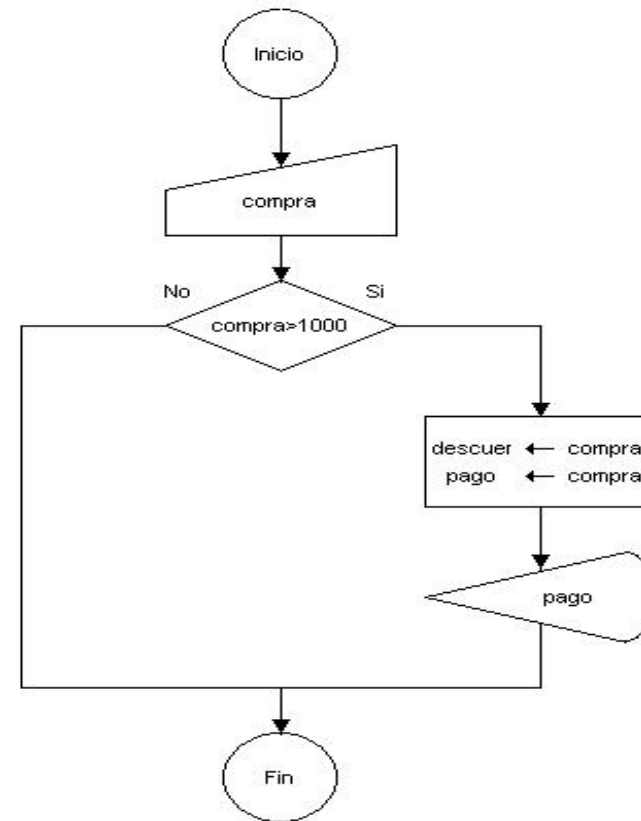 Inicio
compra
No Si
compra>1000
descuer ← compra
pago ← compra
pago
Fin